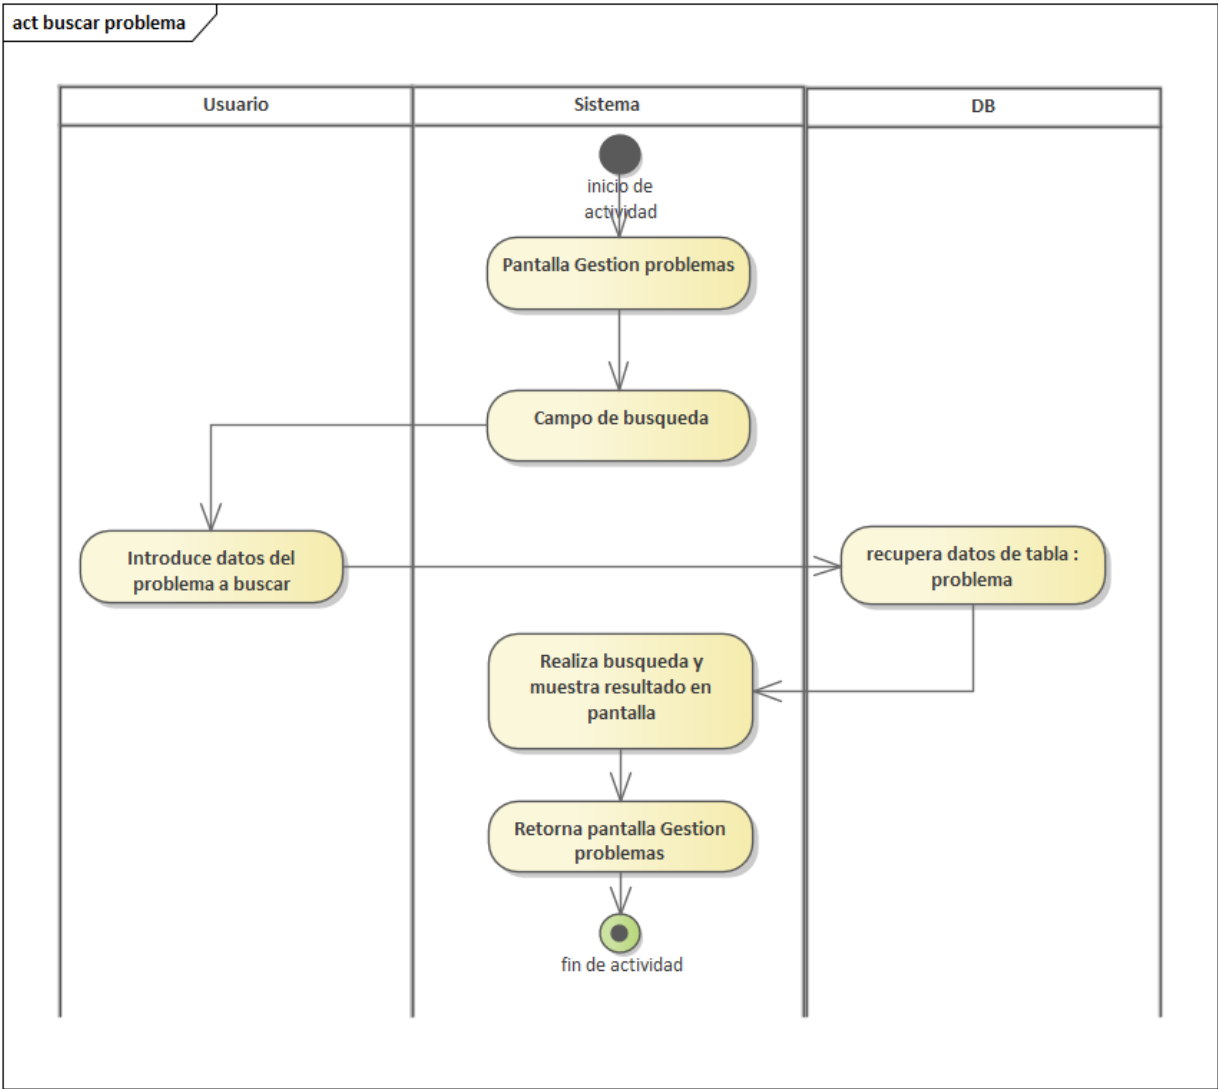 act buscar problema
Usuario
Sistema
DB
inicio de
actividad
Pantalla Gestion problemas
Campo de busqueda
Introduce datos del
problema a buscar
recupera datos de tabla :
problema
Realiza busqueda y
muestra resultado en
pantalla
Retorna pantalla Gestion
problemas
fin de actividad